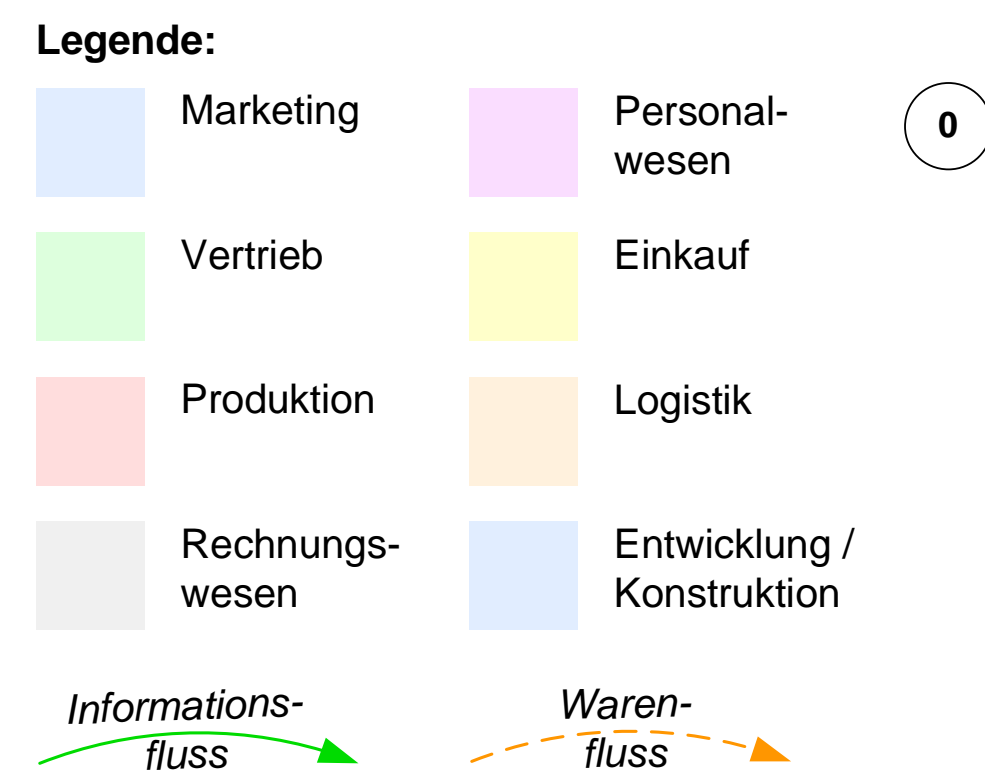 Legende:
Marketing
Personal-
wesen
0
Vertrieb
Einkauf
Produktion
Logistik
Rechnungs-
wesen
Entwicklung /
Konstruktion
Informations-
fluss
Waren-
fluss